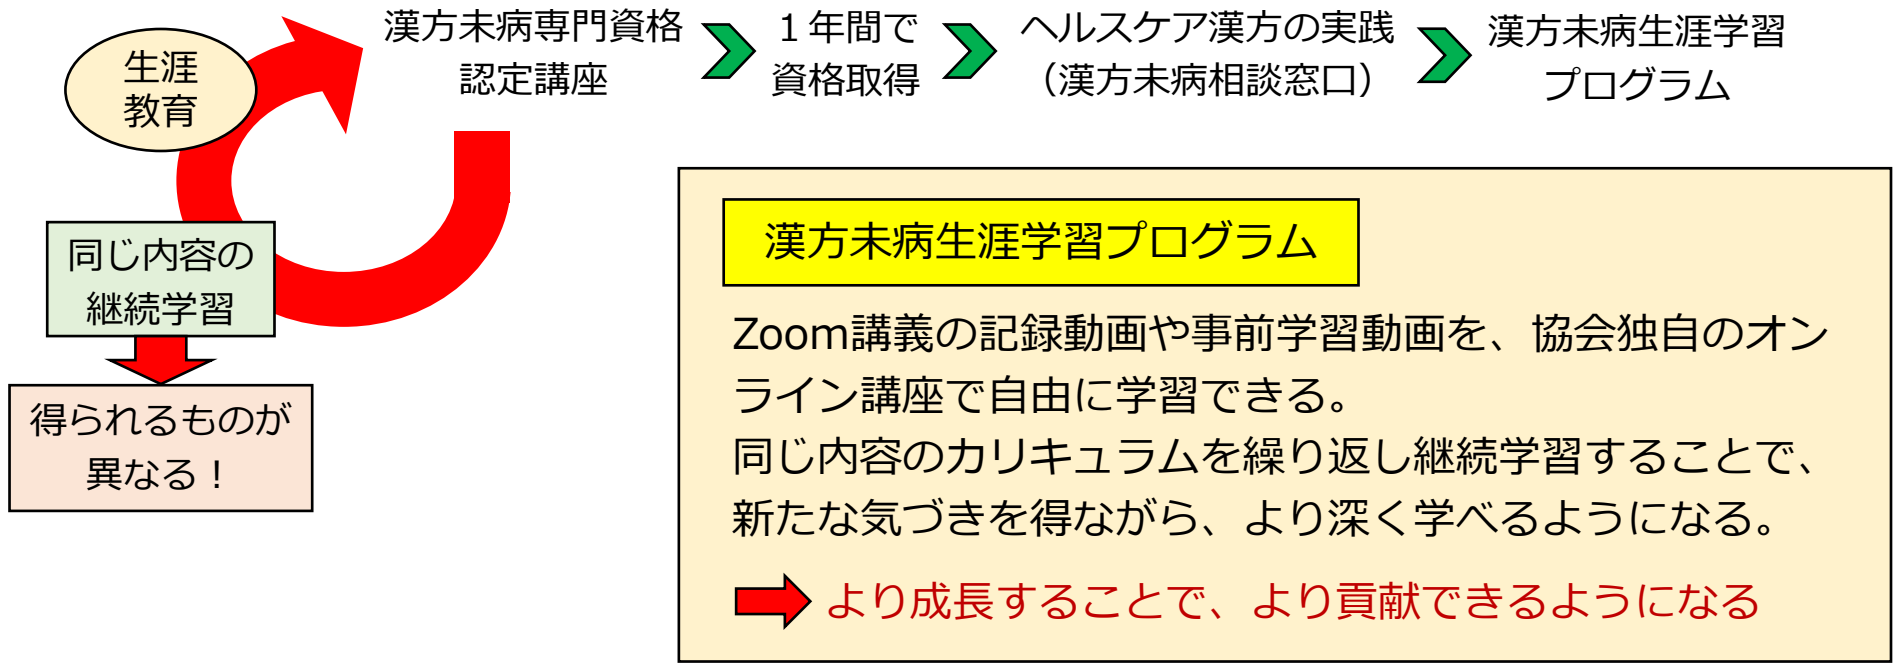 漢方未病専門資格
認定講座
１年間で
資格取得
ヘルスケア漢方の実践
（漢方未病相談窓口）
漢方未病生涯学習
プログラム
生涯
教育
同じ内容の
継続学習
得られるものが
異なる！
漢方未病生涯学習プログラム
Zoom講義の記録動画や事前学習動画を、協会独自のオン
ライン講座で自由に学習できる。
同じ内容のカリキュラムを繰り返し継続学習することで、
新たな気づきを得ながら、より深く学べるようになる。
より成長することで、より貢献できるようになる